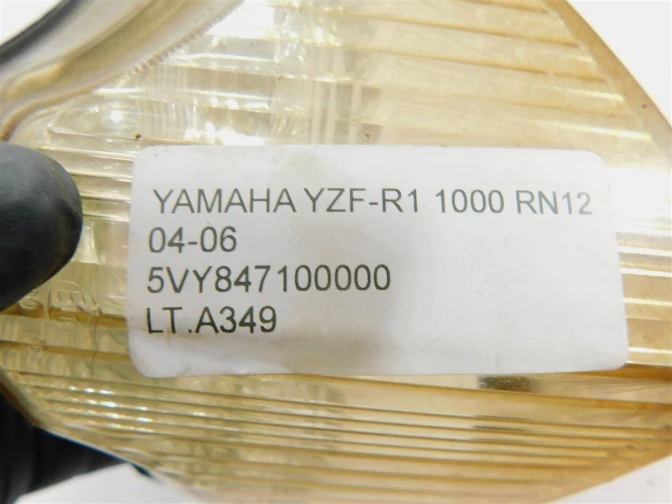 YAMAHA YZF-R1 1000 RN12
04-06
5VY847100000
LT.A349